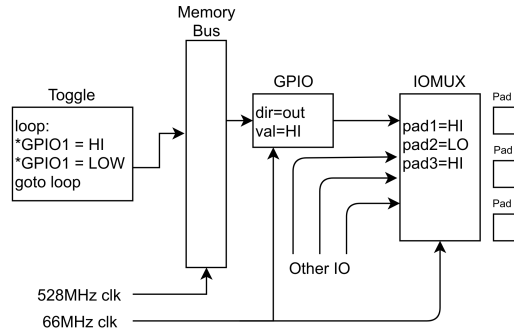 Memory
Bus
Toggle
loop:
*GPIO1 = HI
*GPIO1 = LOW
goto loop
GPIO
dir=out
val=HI
IOMUX
pad1=HI
pad2=LO
pad3=HI
Pad
Pad
Pad
Other IO
528MHz clk
66MHz clk